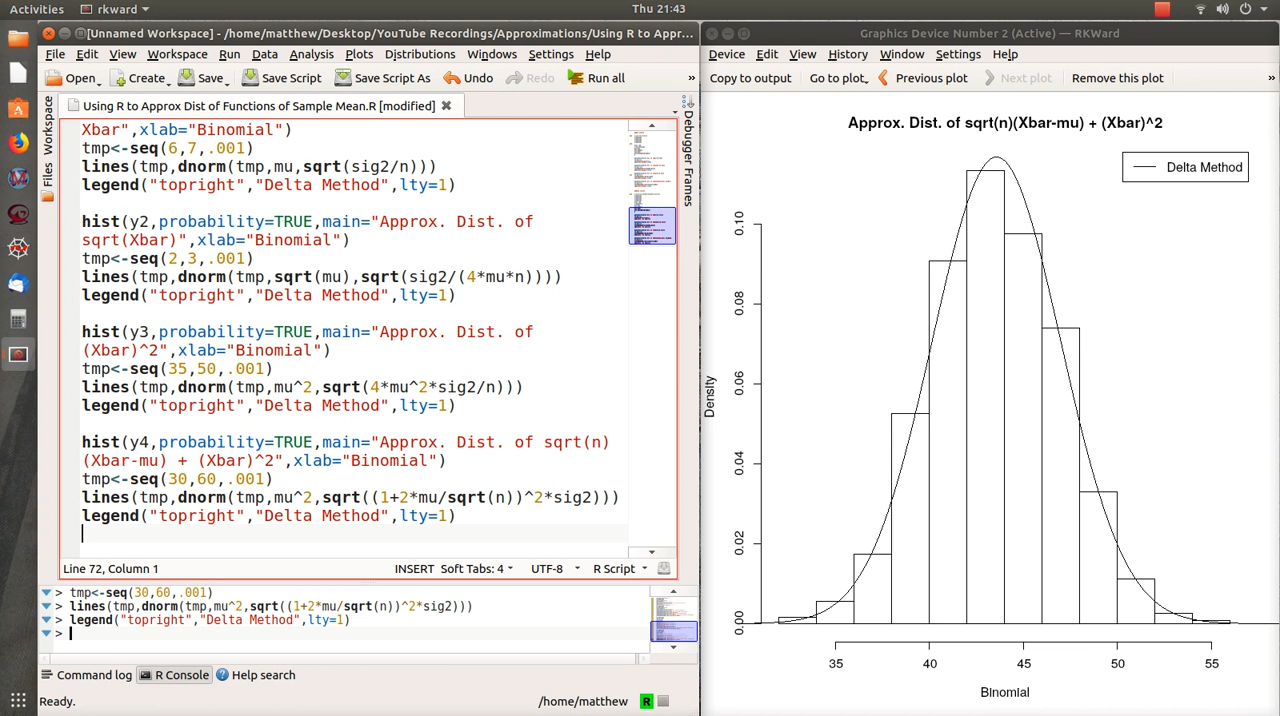 Activities
rkward
Thu 21:43
[Unnamed Workspace] - /home/matthew/Desktop/YouTube Recordings/Approximations/Using R to Appr...
File Edit View Workspace Run Data Analysis Plots Distributions Windows Settings Help
Open Create Save Save Script Save Script As Undo Redo Run all »
Using R to Approx Dist of Functions of Sample Mean.R [modified]
Workspace
Files
Debugger Frames
Xbar",xlab="Binomial")
tmp<-seq(6,7,.001)
lines(tmp,dnorm(tmp,mu,sqrt(sig2/n)))
legend("topright","Delta Method",lty=1)
hist(y2,probability=TRUE,main="Approx. Dist. of
sqrt(Xbar)",xlab="Binomial")
tmp<-seq(2,3,.001)
lines(tmp,dnorm(tmp,sqrt(mu),sqrt(sig2/(4*mu*n))))
legend("topright","Delta Method",lty=1)
hist(y3,probability=TRUE,main="Approx. Dist. of
(Xbar)^2",xlab="Binomial")
tmp<-seq(35,50,.001)
lines(tmp,dnorm(tmp,mu^2,sqrt(4*mu^2*sig2/n)))
legend("topright","Delta Method",lty=1)
hist(y4,probability=TRUE,main="Approx. Dist. of sqrt(n)
(Xbar-mu) + (Xbar)^2",xlab="Binomial")
tmp<-seq(30,60,.001)
lines(tmp,dnorm(tmp,mu^2,sqrt((1+2*mu/sqrt(n))^2*sig2)))
legend("topright","Delta Method",lty=1)
Line 72, Column 1 INSERT Soft Tabs: 4 UTF-8 R Script
> tmp<-seq(30,60,.001)
> lines(tmp,dnorm(tmp,mu^2,sqrt((1+2*mu/sqrt(n))^2*sig2)))
> legend("topright","Delta Method",lty=1)
>
Command log R Console Help search
Ready. /home/matthew R
Graphics Device Number 2 (Active) — RKWard
Device Edit View History Window Settings Help
Copy to output Go to plot Previous plot Next plot Remove this plot »
Approx. Dist. of sqrt(n)(Xbar-mu) + (Xbar)^2
Delta Method
Density
0.10
0.08
0.06
0.04
0.02
0.00
35 40 45 50 55
Binomial